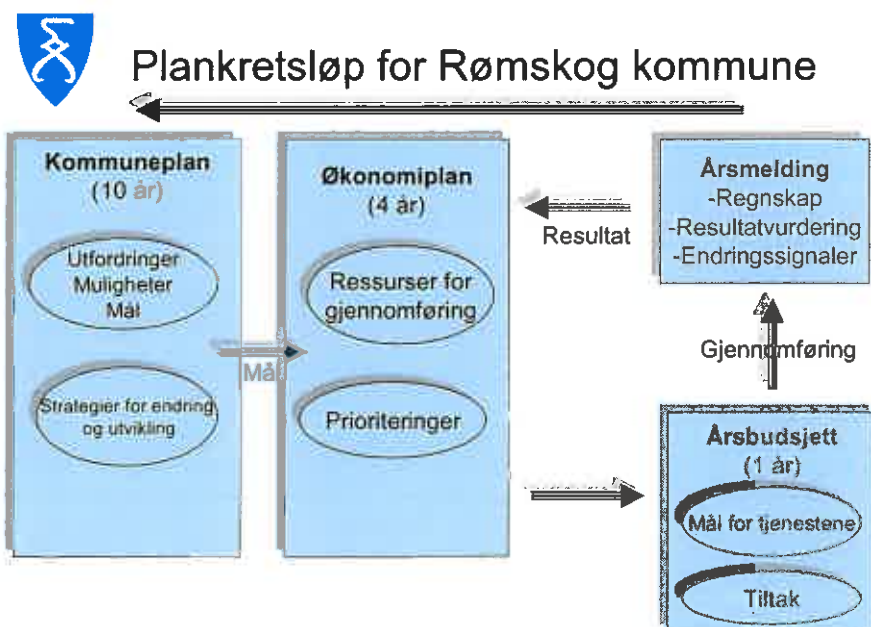 Plankretsløp for Rømskog kommune
Kommuneplan
(10 år)
Utfordringer
Muligheter
Mål
Strategier for endring
og utvikling
Mål
Økonomiplan
(4 år)
Ressurser for
gjennomføring
Prioriteringer
Resultat
Årsmelding
-Regnskap
-Resultatvurdering
-Endringssignaler
Gjennomføring
Årsbudsjett
(1 år)
Mål for tjenestene
Tiltak